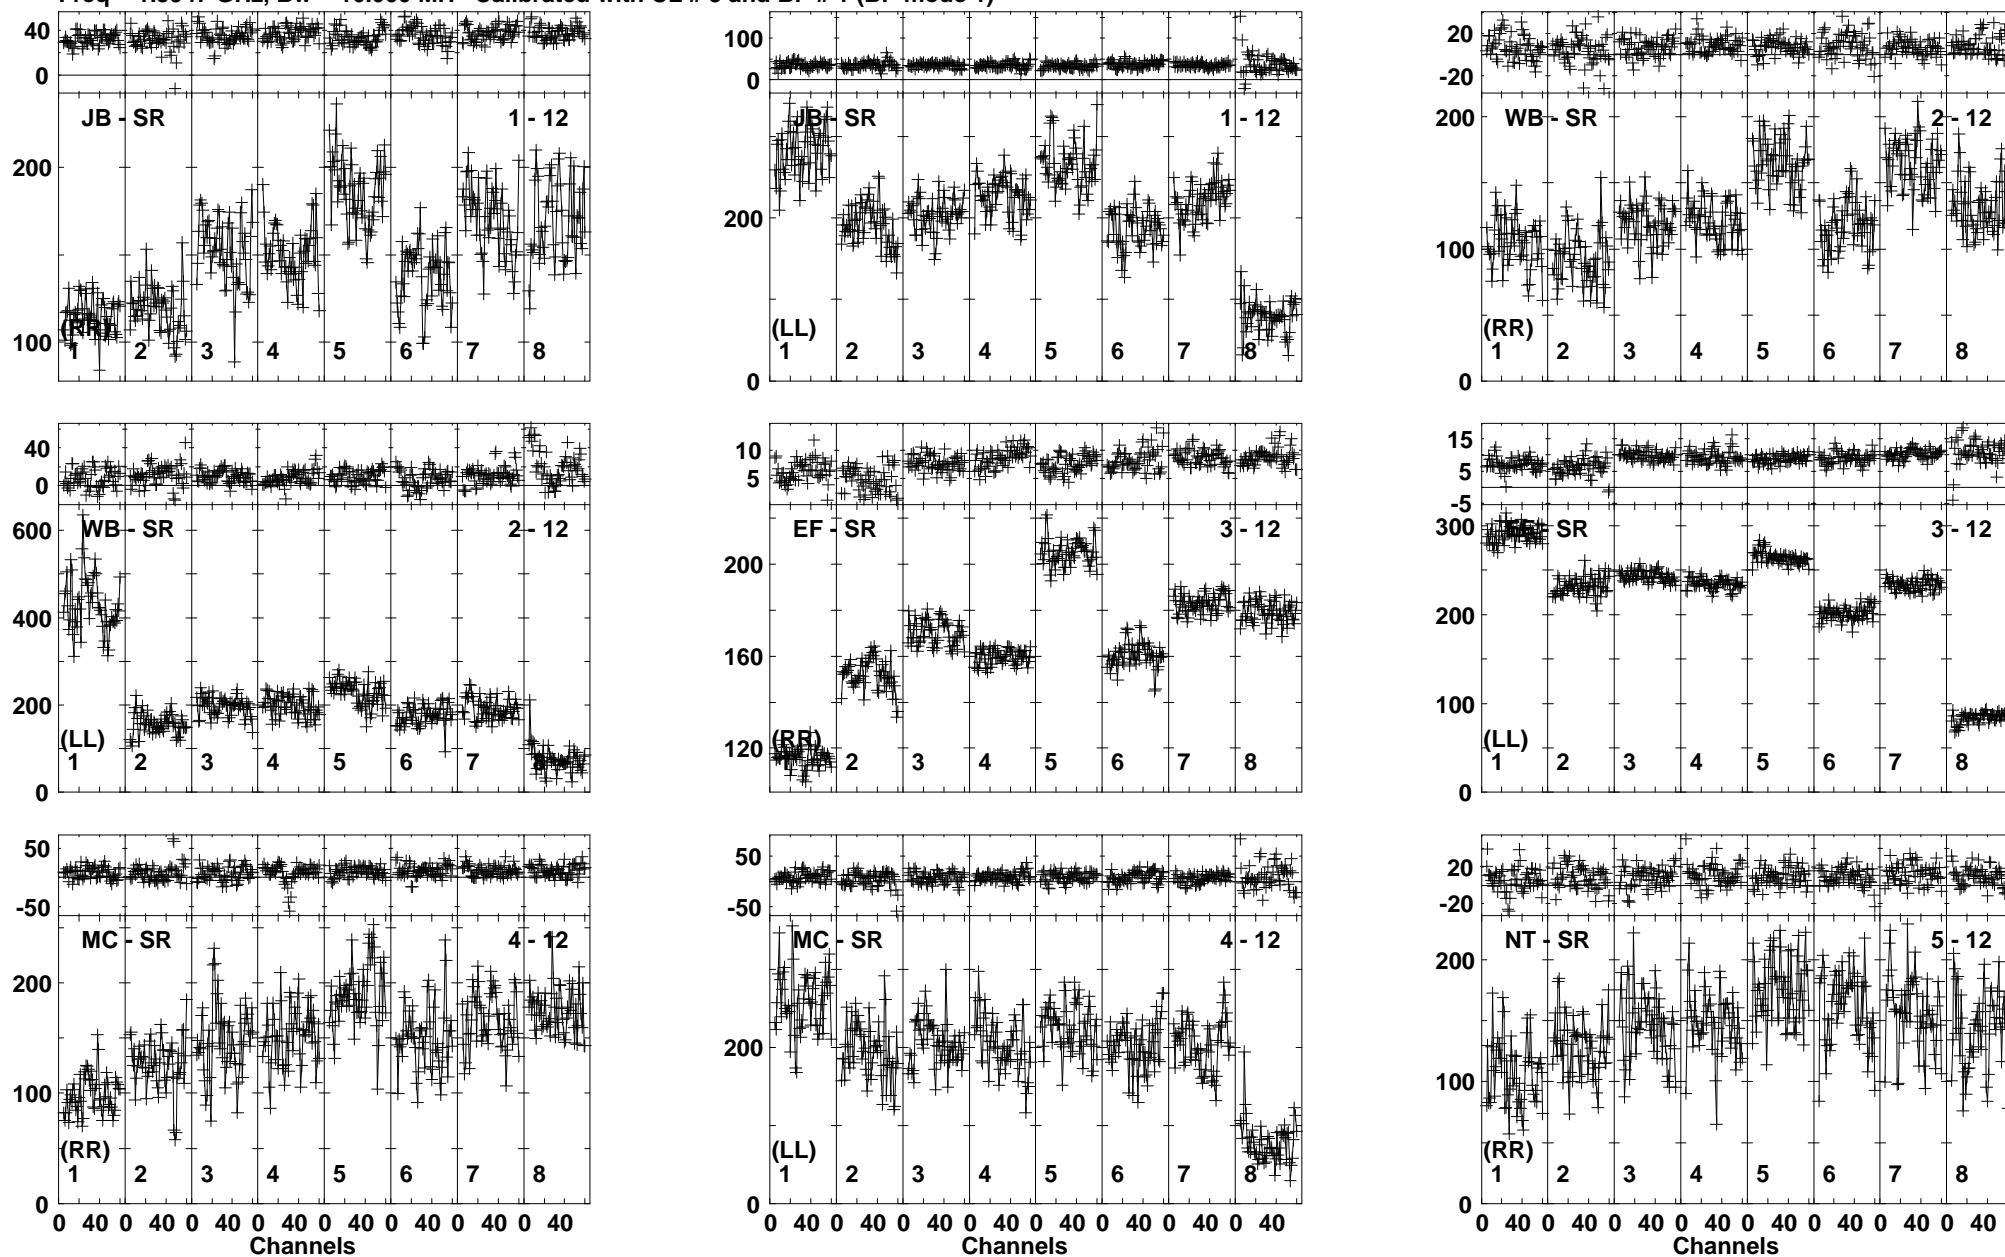 40 0 100 0 20 -20
JB - SR 1 - 12 JB - SR 1 - 12 WB - SR 2 - 12
200 100 200 0 200 100 0
(RR) (LL) (RR)
1 2 3 4 5 6 7 8 1 2 3 4 5 6 7 8 1 2 3 4 5 6 7 8
40 0 10 5 15 5 -5
WB - SR 2 - 12 EF - SR 3 - 12 - SR 3 - 12
600 400 200 0 200 160 120 300 200 100 0
(LL) (RR) (LL)
1 2 3 4 5 6 7 2 3 4 5 6 7 8 1 2 3 4 5 6 7 8
50 -50 50 -50 20 -20
MC - SR 4 - 12 MC - SR 4 - 12 NT - SR 5 - 12
200 100 0 200 0 200 100 0
(RR) (LL) (RR)
1 2 3 4 5 6 7 8 1 2 3 4 5 6 7 8 1 2 3 4 5 6 7 8
0 40 0 40 0 40 0 40 0 40 0 40 0 40 0 40 0 40 0 40 0 40 0 40 0 40 0 40 0 40 0 40 0 40 0 40 0 40 0 40 0 40 0 40 0 40 0 40
Channels Channels